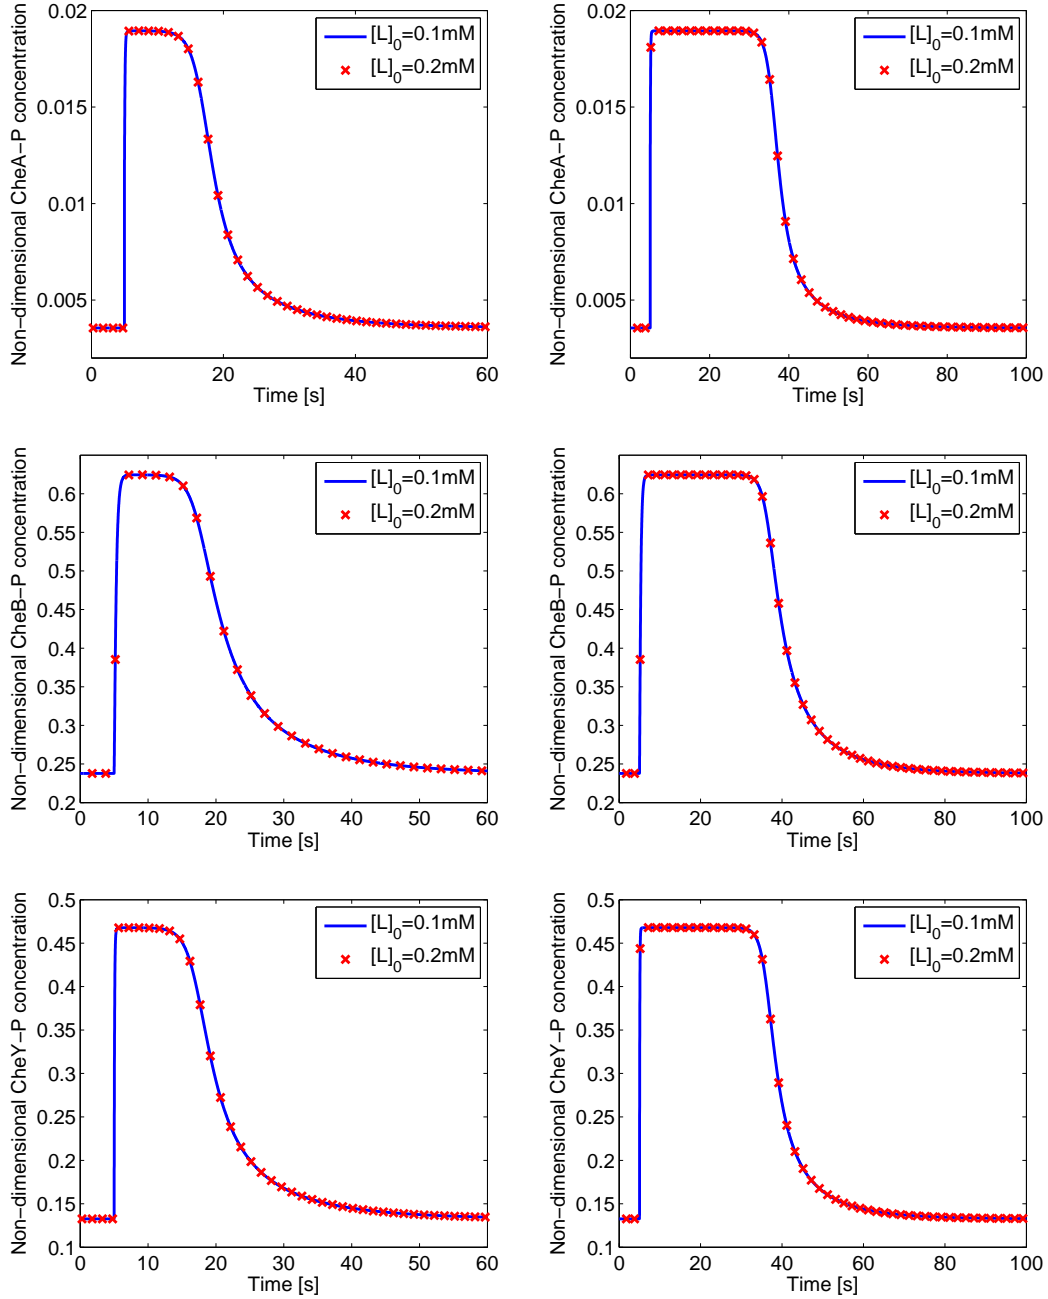 Non-dimensional CheA-P concentration
0.02
0.015
0.01
0.005
[L]₀=0.1mM
[L]₀=0.2mM
0 20 40 60
Time [s]
Non-dimensional CheA-P concentration
0.02
0.015
0.01
0.005
[L]₀=0.1mM
[L]₀=0.2mM
0 20 40 60 80 100
Time [s]
Non-dimensional CheB-P concentration
0.6
0.55
0.5
0.45
0.4
0.35
0.3
0.25
0.2
[L]₀=0.1mM
[L]₀=0.2mM
0 10 20 30 40 50 60
Time [s]
Non-dimensional CheB-P concentration
0.6
0.55
0.5
0.45
0.4
0.35
0.3
0.25
0.2
[L]₀=0.1mM
[L]₀=0.2mM
0 20 40 60 80 100
Time [s]
Non-dimensional CheY-P concentration
0.5
0.45
0.4
0.35
0.3
0.25
0.2
0.15
0.1
[L]₀=0.1mM
[L]₀=0.2mM
0 10 20 30 40 50 60
Time [s]
Non-dimensional CheY-P concentration
0.5
0.45
0.4
0.35
0.3
0.25
0.2
0.15
0.1
[L]₀=0.1mM
[L]₀=0.2mM
0 20 40 60 80 100
Time [s]